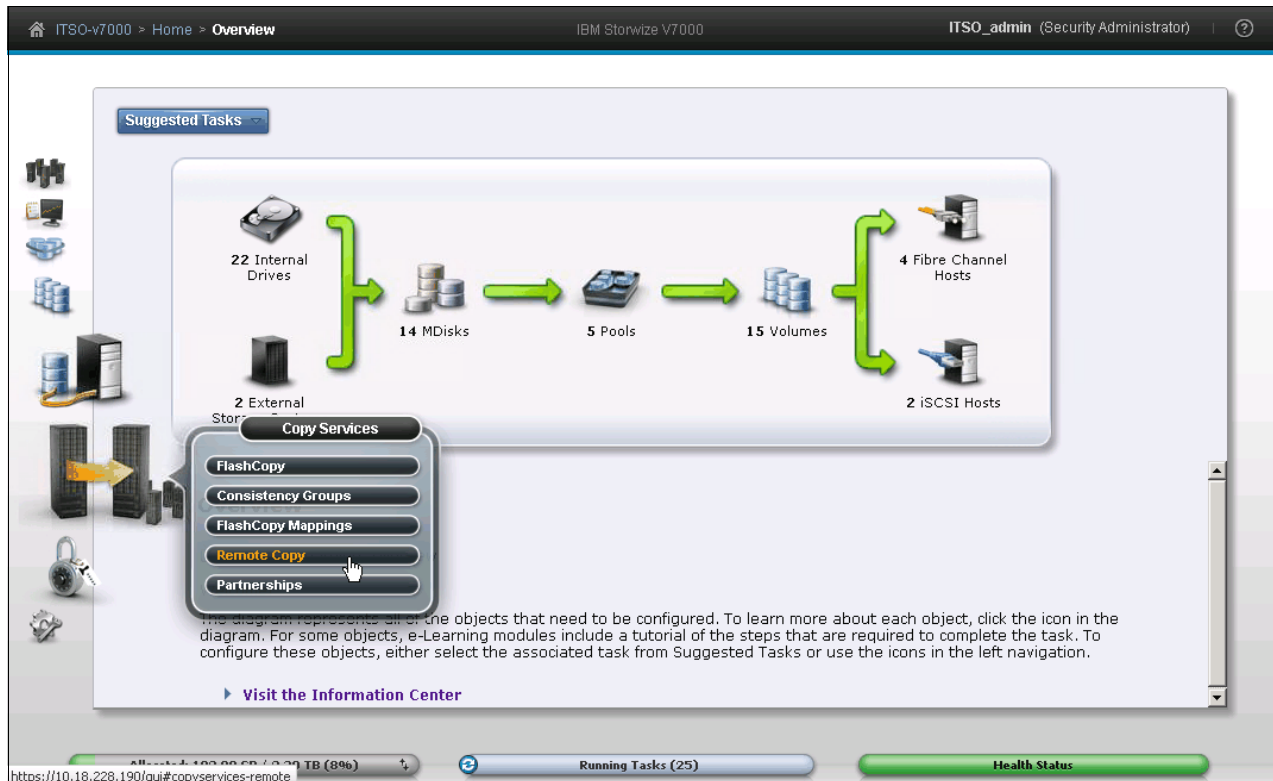 ITSO-v7000 > Home > Overview
IBM Storwize V7000
ITSO_admin (Security Administrator)
?
Suggested Tasks
22 Internal
Drives
14 MDisks
5 Pools
15 Volumes
4 Fibre Channel
Hosts
2 External
2 iSCSI Hosts
Copy Services
FlashCopy
Consistency Groups
Overview
FlashCopy Mappings
Remote Copy
Partnerships
The diagram represents all of the objects that need to be configured. To learn more about each object, click the icon in the
diagram. For some objects, e-Learning modules include a tutorial of the steps that are required to complete the task. To
configure these objects, either select the associated task from Suggested Tasks or use the icons in the left navigation.
Visit the Information Center
TB (8%)
Running Tasks (25)
Health Status
https://10.18.228.190/gui#copyservices-remote